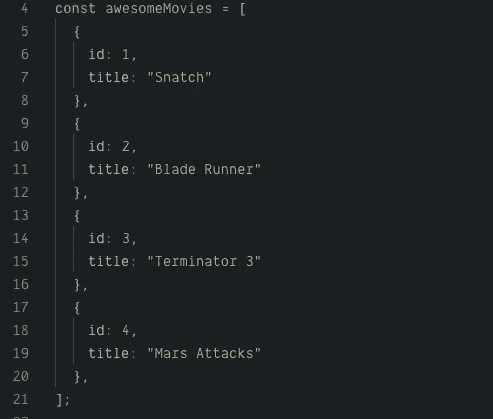 4 const awesomeMovies = [
5 {
6 id: 1,
7 title: "Snatch"
8 },
9 {
10 id: 2,
11 title: "Blade Runner"
12 },
13 {
14 id: 3,
15 title: "Terminator 3"
16 },
17 {
18 id: 4,
19 title: "Mars Attacks"
20 },
21 ];